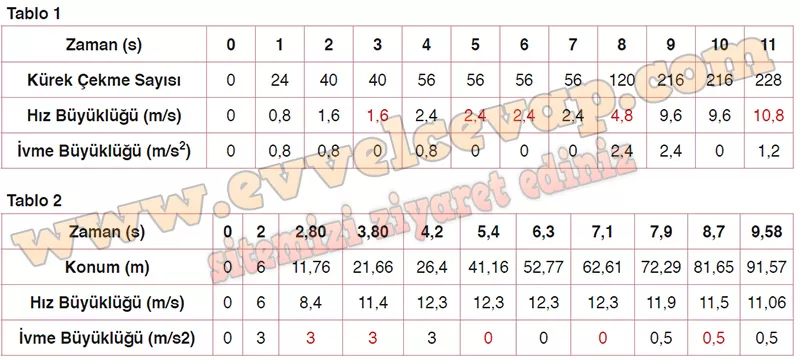 Tablo 1
Zaman (s) 0 1 2 3 4 5 6 7 8 9 10 11
Kürek Çekme Sayısı 0 24 40 40 56 56 56 56 120 216 216 228
Hız Büyüklüğü (m/s) 0 0,8 1,6 1,6 2,4 2,4 2,4 2,4 4,8 9,6 9,6 10,8
İvme Büyüklüğü (m/s²) 0 0,8 0,8 0 0,8 0 0 0 2,4 2,4 0 1,2
www.evvelcevap.com
sitemizi ziyaret ediniz
Tablo 2
Zaman (s) 0 2 2,80 3,80 4,2 5,4 6,3 7,1 7,9 8,7 9,58
Konum (m) 0 6 11,76 21,66 26,4 41,16 52,77 62,61 72,29 81,65 91,57
Hız Büyüklüğü (m/s) 0 6 8,4 11,4 12,3 12,3 12,3 12,3 11,9 11,5 11,06
İvme Büyüklüğü (m/s2) 0 3 3 3 3 0 0 0 0,5 0,5 0,5